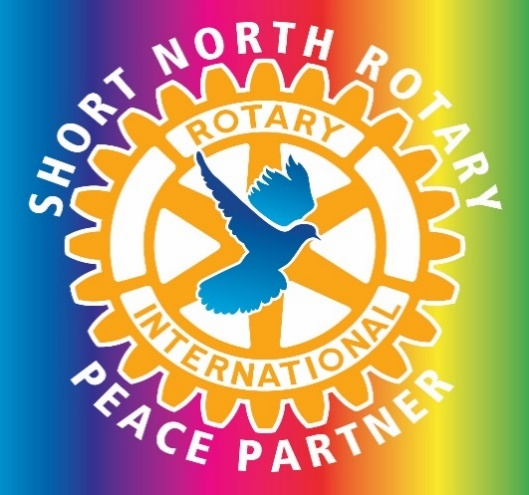 SHORT NORTH ROTARY
ROTARY
INTERNATIONAL
PEACE PARTNER